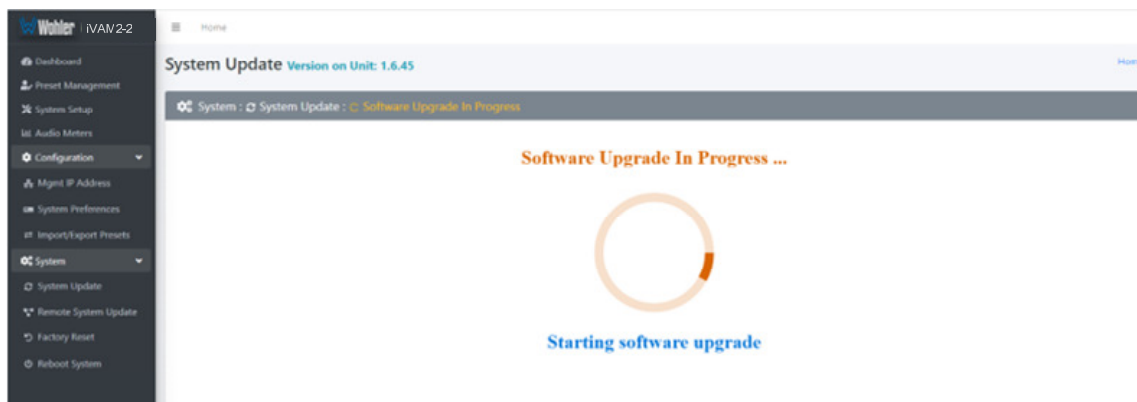 Wohler iVAM2-2
Home
Dashboard
System Update Version on Unit: 1.6.45
Home
Preset Management
System Setup
System : System Update : Software Upgrade In Progress
Audio Meters
Configuration
Software Upgrade In Progress ...
Mgmt IP Address
System Preferences
Import/Export Presets
System
System Update
Remote System Update
Factory Reset
Starting software upgrade
Reboot System